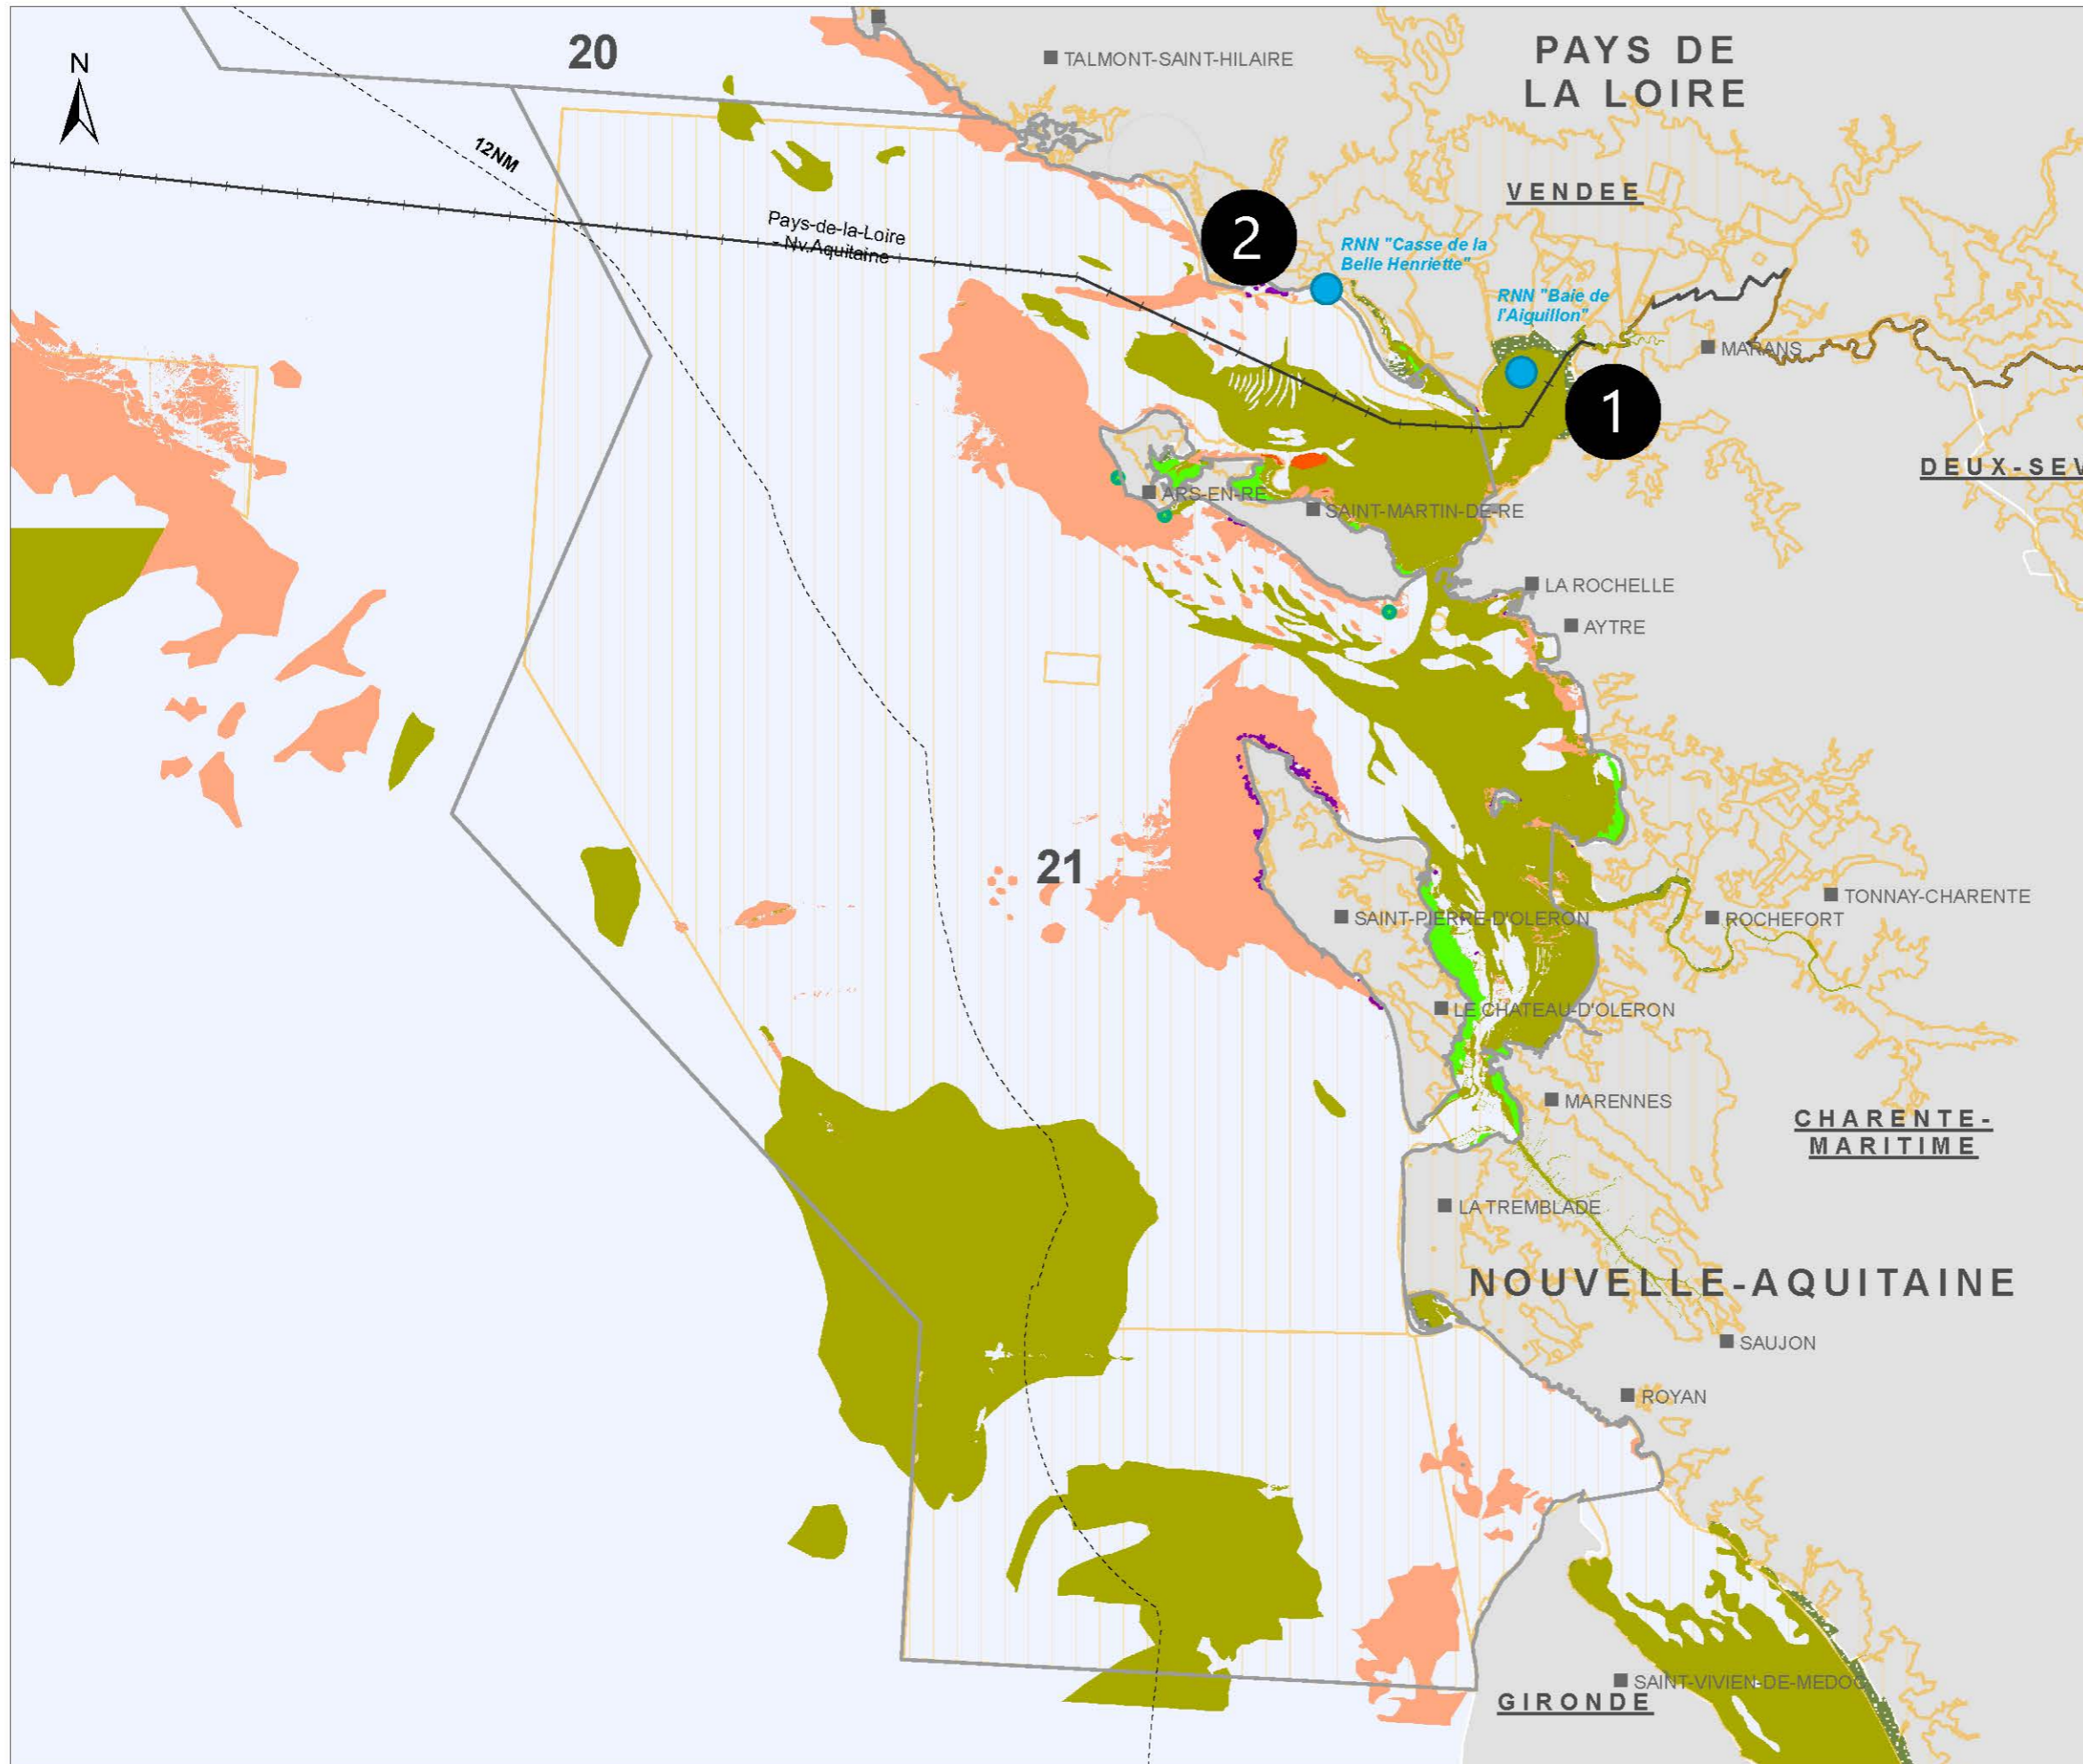 20
PAYS DE
LA LOIRE
N
TALMONT-SAINT-HILAIRE
12NM
VENDEE
Pays-de-la-Loire
- Nv.Aquitaine
2
RNN "Casse de la
Belle Henriette"
RNN "Baie de
l'Aiguillon"
MARANS
1
DEUX-SEV
ARS-EN-RE
SAINT-MARTIN-DE-RE
LA ROCHELLE
AYTRE
21
TONNAY-CHARENTE
SAINT-PIERRE-D'OLERON
ROCHEFORT
LE CHATEAU-D'OLERON
MARENNES
CHARENTE-
MARITIME
LA TREMBLADE
NOUVELLE-AQUITAINE
SAUJON
ROYAN
SAINT-VIVIEN-DE-MEDOC
GIRONDE